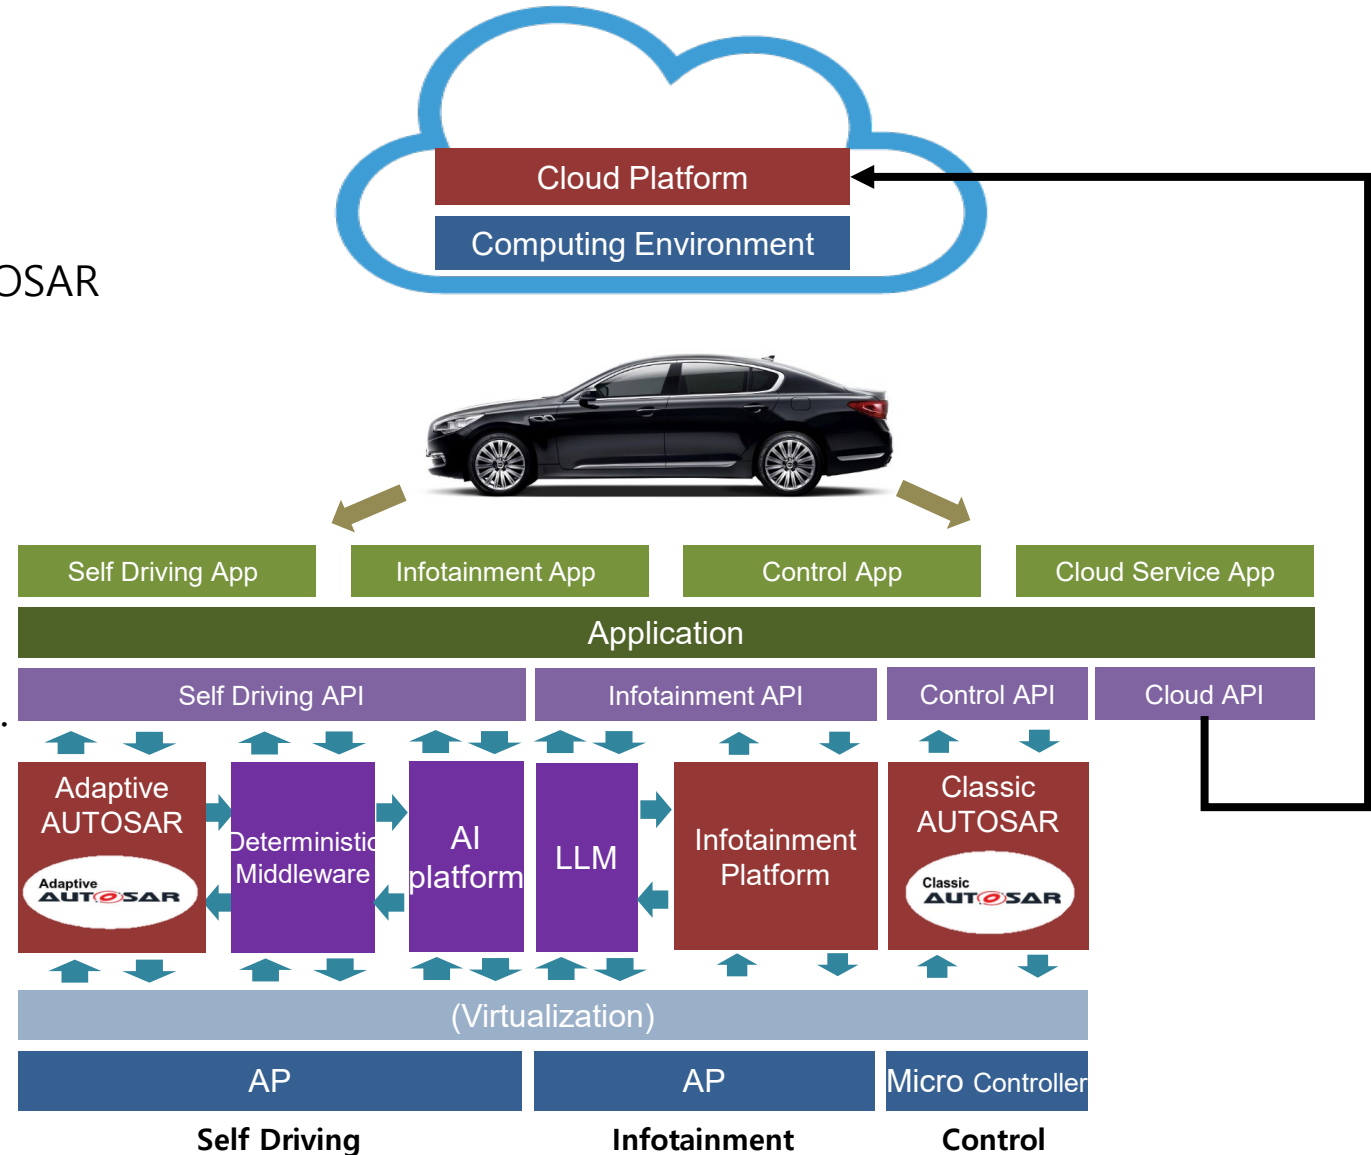 Cloud Platform
Computing Environment
OSAR
Self Driving App
Infotainment App
Control App
Cloud Service App
Application
Self Driving API
Infotainment API
Control API
Cloud API
.
Adaptive
AUTOSAR
Adaptive
AUTOSAR
Deterministic
Middleware
AI
platform
LLM
Infotainment
Platform
Classic
AUTOSAR
Classic
AUTOSAR
(Virtualization)
AP
AP
Micro Controller
Self Driving
Infotainment
Control